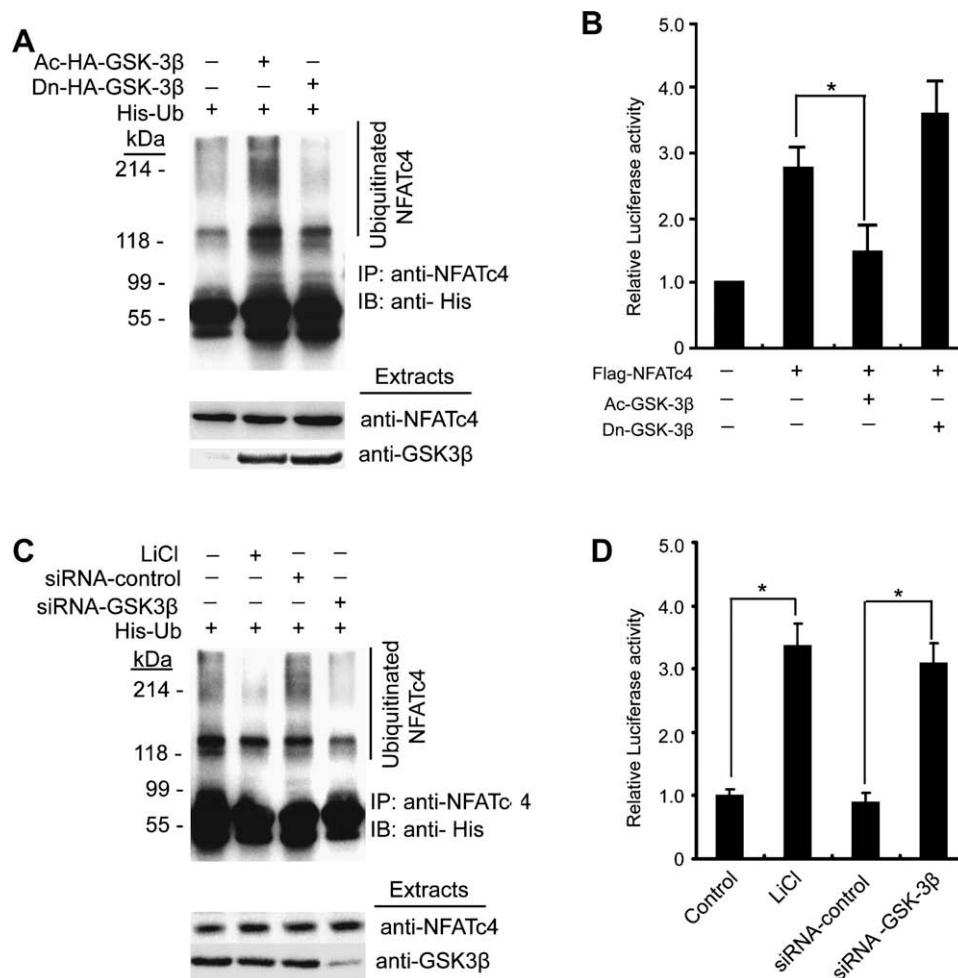 A
Ac-HA-GSK-3β – + –
Dn-HA-GSK-3β – – +
His-Ub + + +
kDa
214 -
118 -
99 -
55 -
Ubiquitinated
NFATc4
IP: anti-NFATc4
IB: anti- His
Extracts
anti-NFATc4
anti-GSK3β
B
Relative Luciferase activity
5.0
4.0
3.0
2.0
1.0
0
*
Flag-NFATc4 – + + +
Ac-GSK-3β – – + –
Dn-GSK-3β – – – +
C
LiCl – + – –
siRNA-control – – + –
siRNA-GSK3β – – – +
His-Ub + + + +
kDa
214 -
118 -
99 -
55 -
Ubiquitinated
NFATc4
IP: anti-NFATc 4
IB: anti- His
Extracts
anti-NFATc4
anti-GSK3β
D
Relative Luciferase activity
5.0
4.0
3.0
2.0
1.0
0
*
*
Control
LiCl
siRNA-control
siRNA -GSK-3β